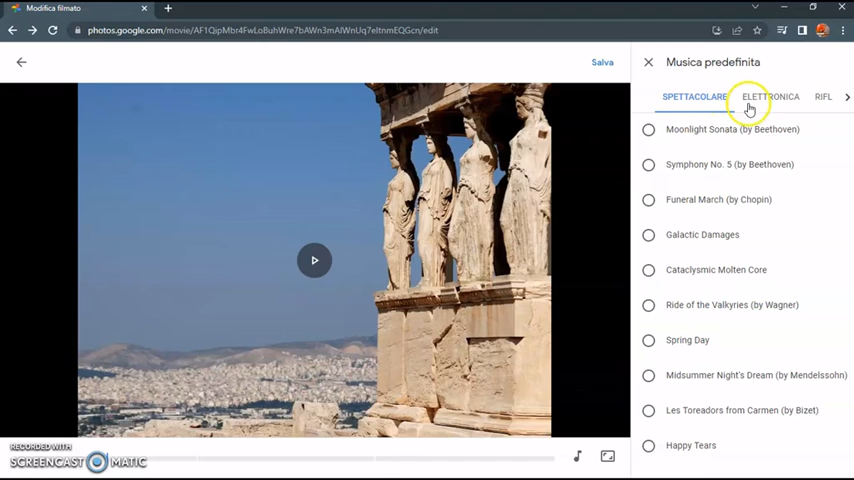 Modifica filmato
photos.google.com/movie/AF1QipMbr4FwLoBuhWre7bAWn3mAIWnUq7eItnmEQGcn/edit
Salva
Musica predefinita
SPETTACOLARE ELETTRONICA RIFL
Moonlight Sonata (by Beethoven)
Symphony No. 5 (by Beethoven)
Funeral March (by Chopin)
Galactic Damages
Cataclysmic Molten Core
Ride of the Valkyries (by Wagner)
Spring Day
Midsummer Night's Dream (by Mendelssohn)
Les Toreadors from Carmen (by Bizet)
Happy Tears
RECORDED WITH
SCREENCAST MATIC